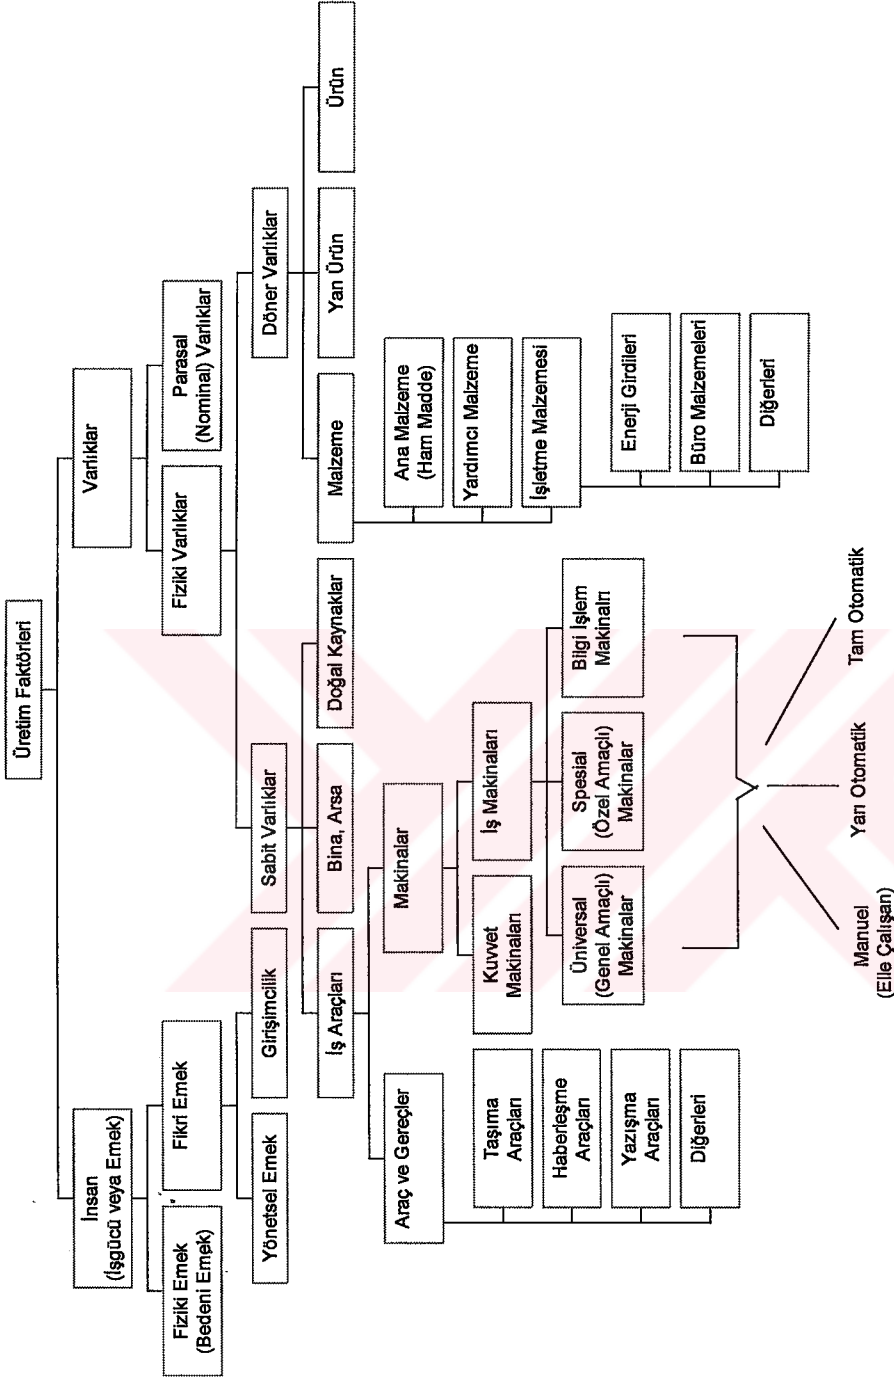 Üretim Faktörleri
İnsan
(İşgücü veya Emek)
Varlıklar
Fiziki Emek
(Bedeni Emek)
Fikri Emek
Fiziki Varlıklar
Parasal
(Nominal) Varlıklar
Yönetsel Emek
Girişimcilik
Sabit Varlıklar
Döner Varlıklar
İş Araçları
Bina, Arsa
Doğal Kaynaklar
Malzeme
Yan Ürün
Ürün
Araç ve Gereçler
Makinalar
Ana Malzeme
(Ham Madde)
Yardımcı Malzeme
İşletme Malzemesi
Taşıma
Araçları
Haberleşme
Araçları
Yazışma
Araçları
Diğerleri
Kuvvet
Makinaları
İş Makinaları
Üniversal
(Genel Amaçlı)
Makinalar
Spesial
(Özel Amaçlı)
Makinalar
Bilgi İşlem
Makinalrı
Enerji Girdileri
Büro Malzemeleri
Diğerleri
Manuel
(Elle Çalışan)
Yarı Otomatik
Tam Otomatik